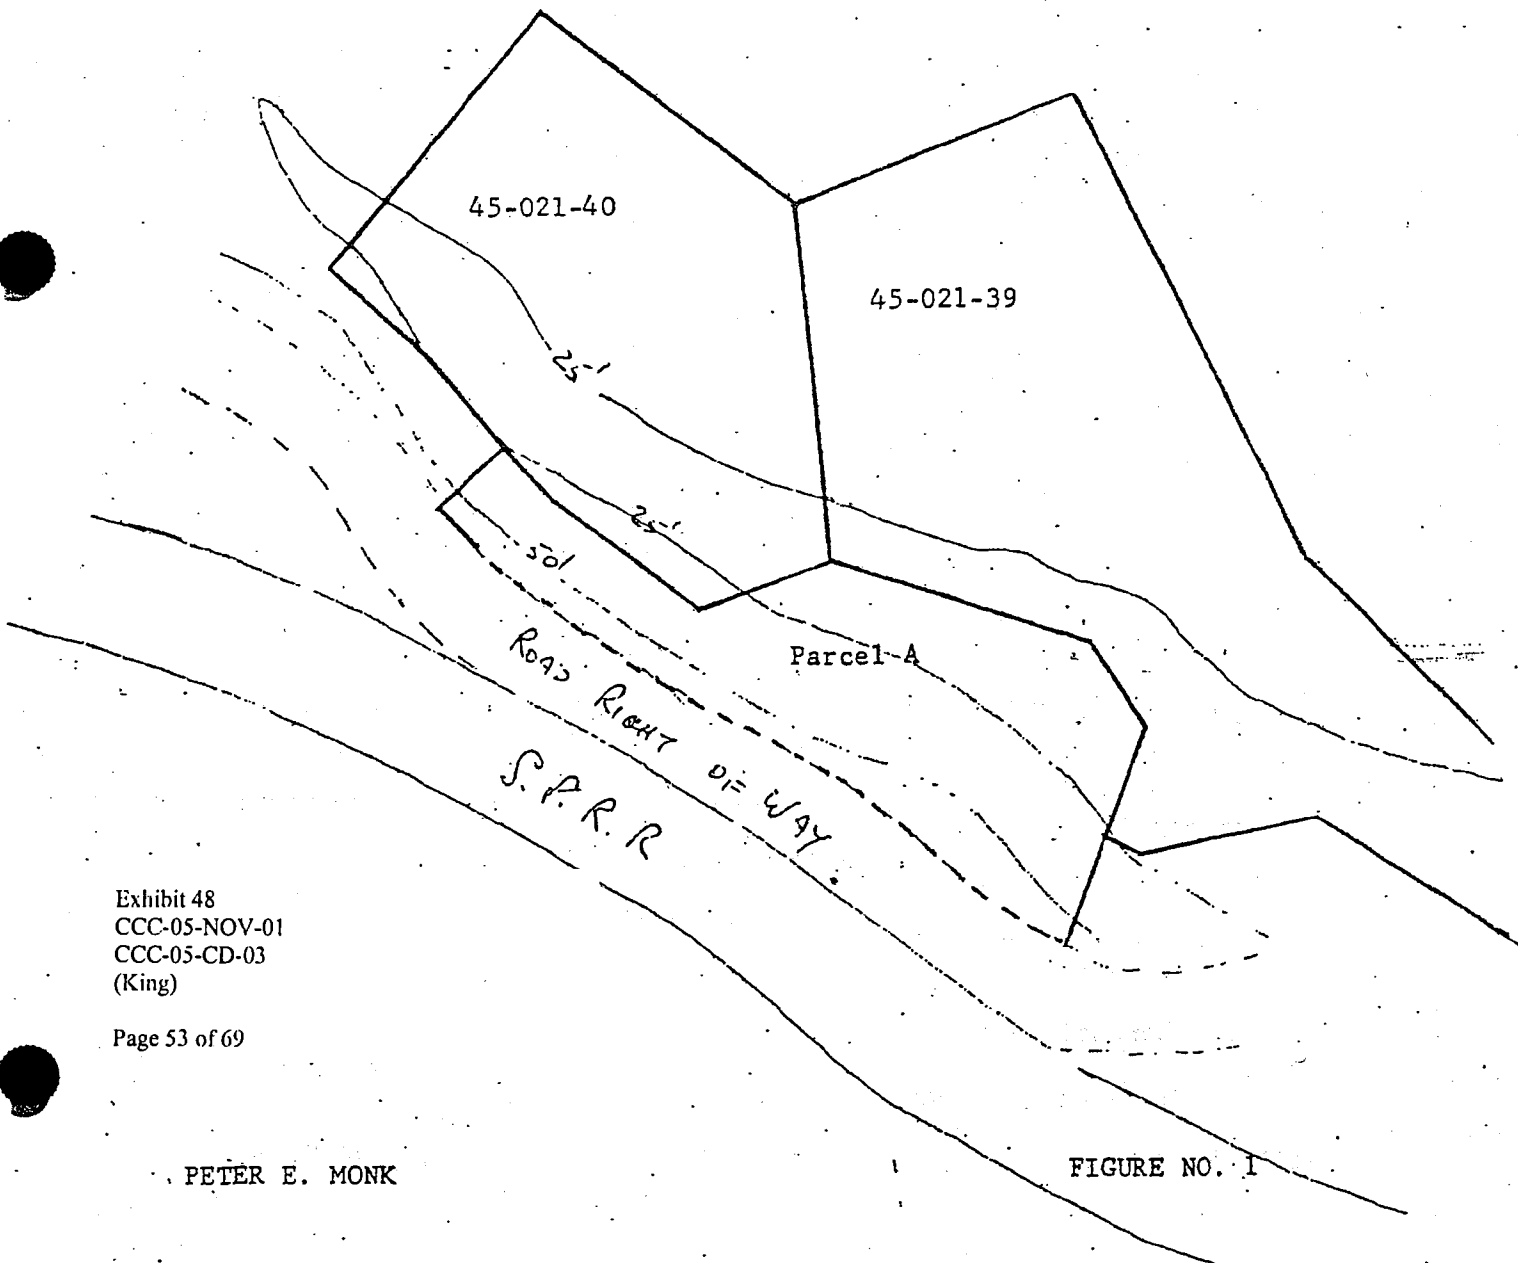 45-021-40
45-021-39
25'
25'
50'
Parcel A
ROAD RIGHT OF WAY
S.P.R.R
Exhibit 48
CCC-05-NOV-01
CCC-05-CD-03
(King)
Page 53 of 69
PETER E. MONK
FIGURE NO. 1